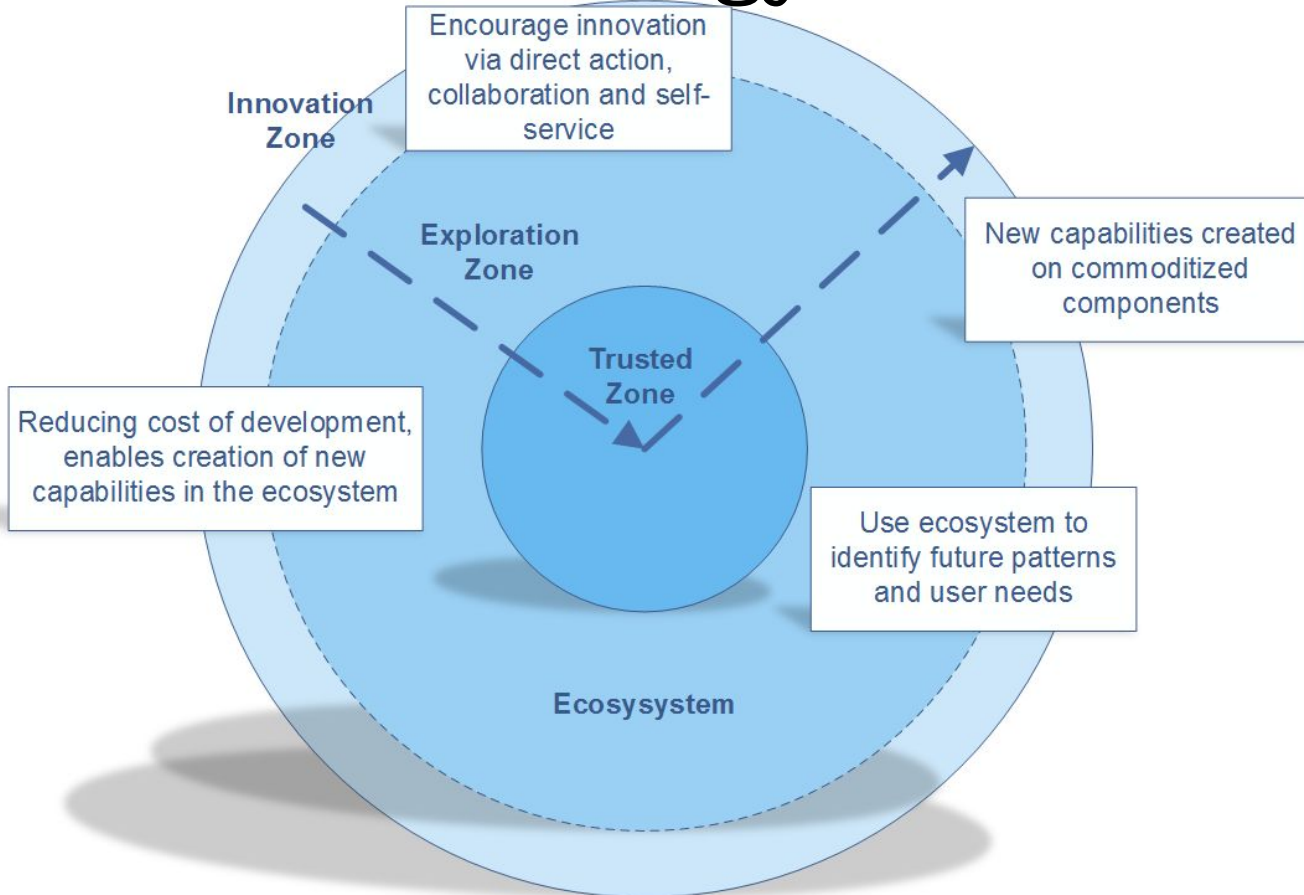 Encourage innovation
via direct action,
collaboration and self-
service
Innovation
Zone
Exploration
Zone
New capabilities created
on commoditized
components
Trusted
Zone
Reducing cost of development,
enables creation of new
capabilities in the ecosystem
Use ecosystem to
identify future patterns
and user needs
Ecosysystem